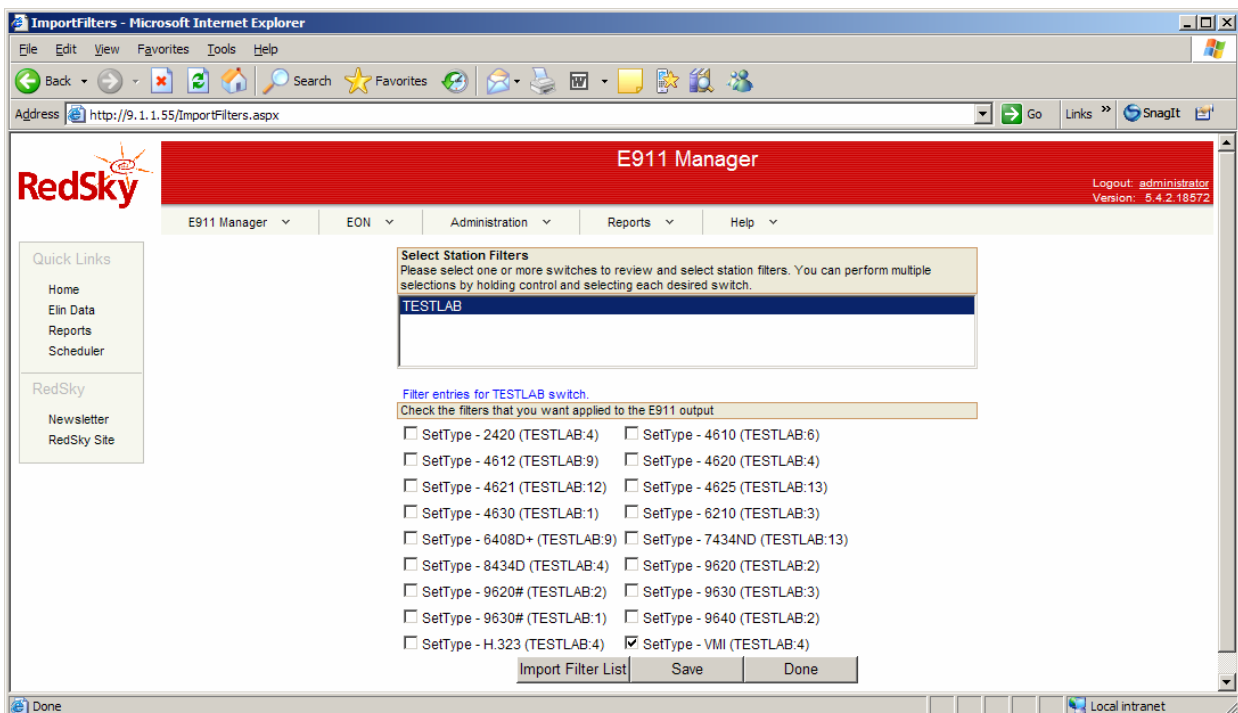 ImportFilters - Microsoft Internet Explorer
File Edit View Favorites Tools Help
Back Search Favorites
Address http://9.1.1.55/ImportFilters.aspx Go Links » SnagIt
RedSky
E911 Manager
Logout: administrator
Version: 5.4.2.18572
E911 Manager EON Administration Reports Help
Quick Links
Home
Elin Data
Reports
Scheduler
RedSky
Newsletter
RedSky Site
Select Station Filters
Please select one or more switches to review and select station filters. You can perform multiple
selections by holding control and selecting each desired switch.
TESTLAB
Filter entries for TESTLAB switch.
Check the filters that you want applied to the E911 output
SetType - 2420 (TESTLAB:4) SetType - 4610 (TESTLAB:6)
SetType - 4612 (TESTLAB:9) SetType - 4620 (TESTLAB:4)
SetType - 4621 (TESTLAB:12) SetType - 4625 (TESTLAB:13)
SetType - 4630 (TESTLAB:1) SetType - 6210 (TESTLAB:3)
SetType - 6408D+ (TESTLAB:9) SetType - 7434ND (TESTLAB:13)
SetType - 8434D (TESTLAB:4) SetType - 9620 (TESTLAB:2)
SetType - 9620# (TESTLAB:2) SetType - 9630 (TESTLAB:3)
SetType - 9630# (TESTLAB:1) SetType - 9640 (TESTLAB:2)
SetType - H.323 (TESTLAB:4) SetType - VMI (TESTLAB:4)
Import Filter List Save Done
Done Local intranet